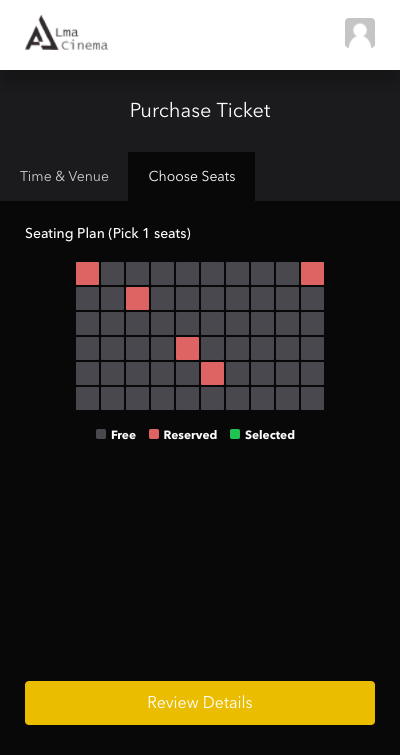 Lma
Cinema
Purchase Ticket
Time & Venue
Choose Seats
Seating Plan (Pick 1 seats)
Free
Reserved
Selected
Review Details